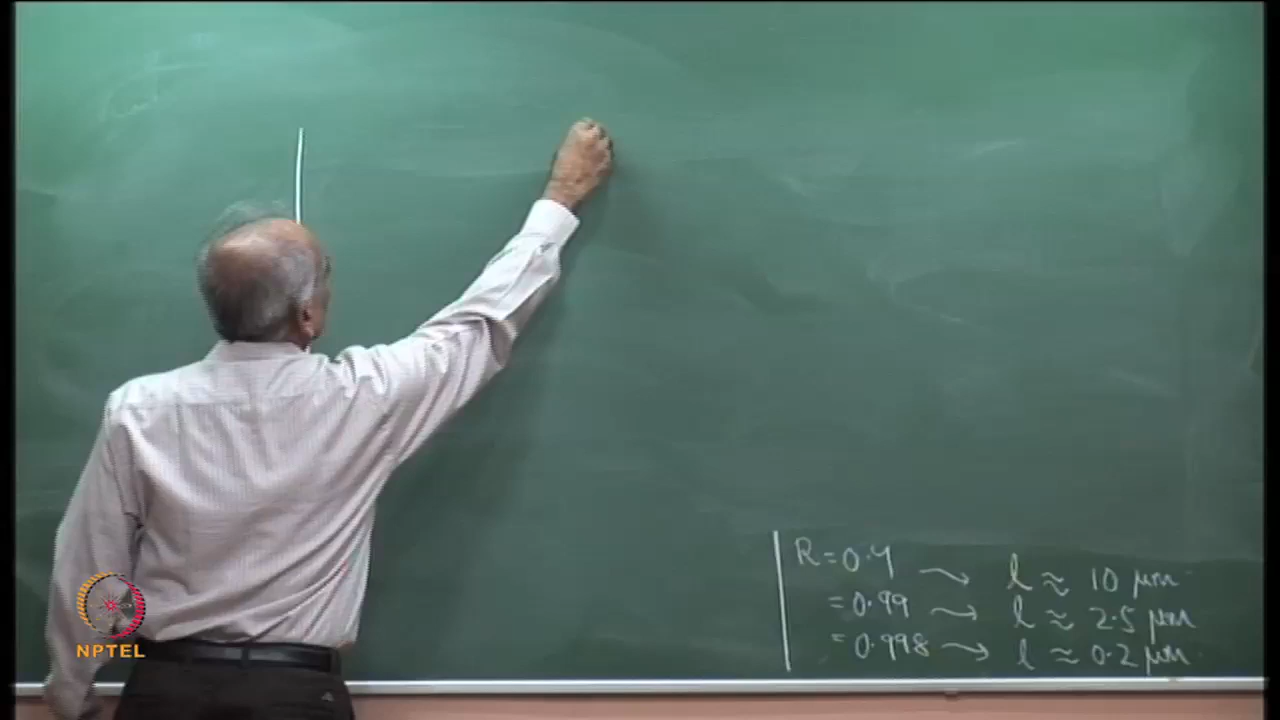 R = 0.9 → l ≈ 10 μm
= 0.99 → l ≈ 2.5 μm
= 0.998 → l ≈ 0.2 μm
NPTEL